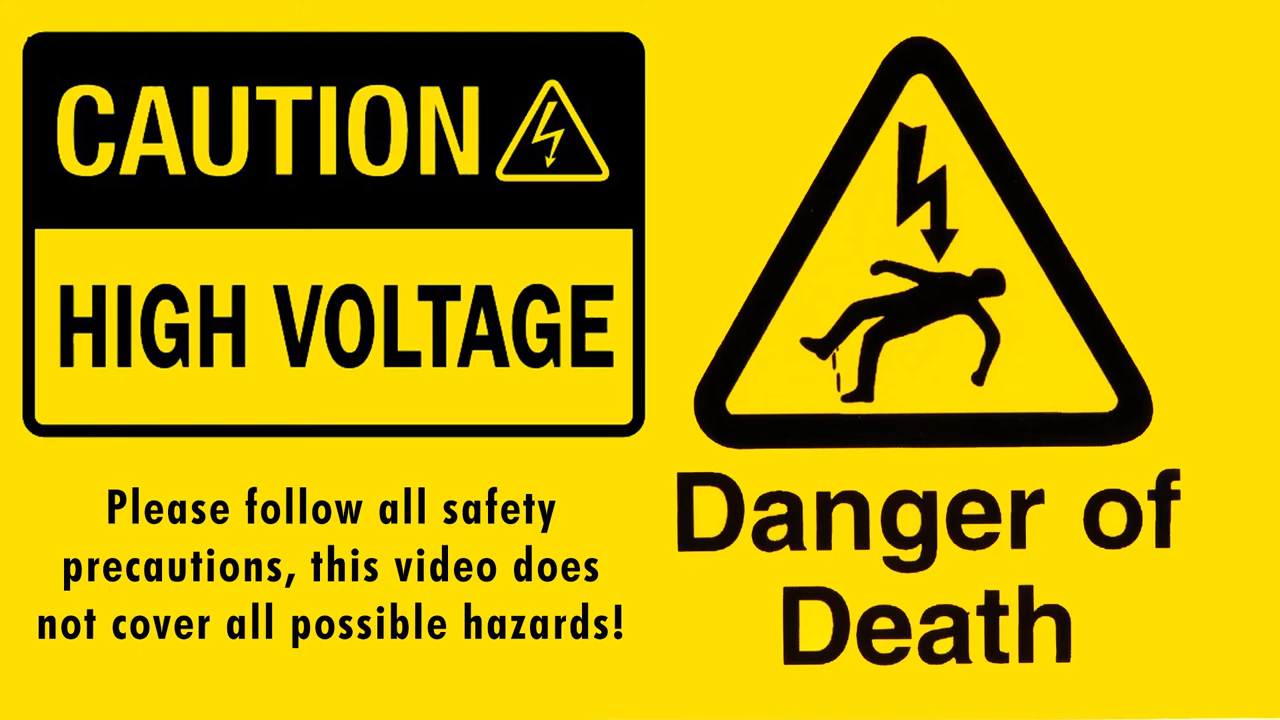 CAUTION
HIGH VOLTAGE
Please follow all safety
precautions, this video does
not cover all possible hazards!
Danger of
Death